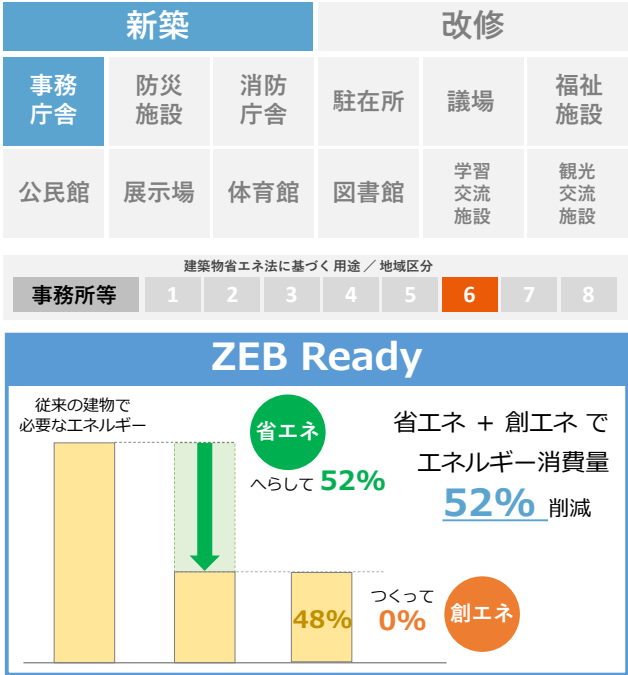 新築
改修
事務
庁舎
防災
施設
消防
庁舎
駐在所
議場
福祉
施設
公民館
展示場
体育館
図書館
学習
交流
施設
観光
交流
施設
建築物省エネ法に基づく用途／地域区分
事務所等
1
2
3
4
5
6
7
8
ZEB Ready
従来の建物で
必要なエネルギー
省エネ
へらして 52%
省エネ + 創エネ で
エネルギー消費量
52% 削減
48%
つくって
0%
創エネ